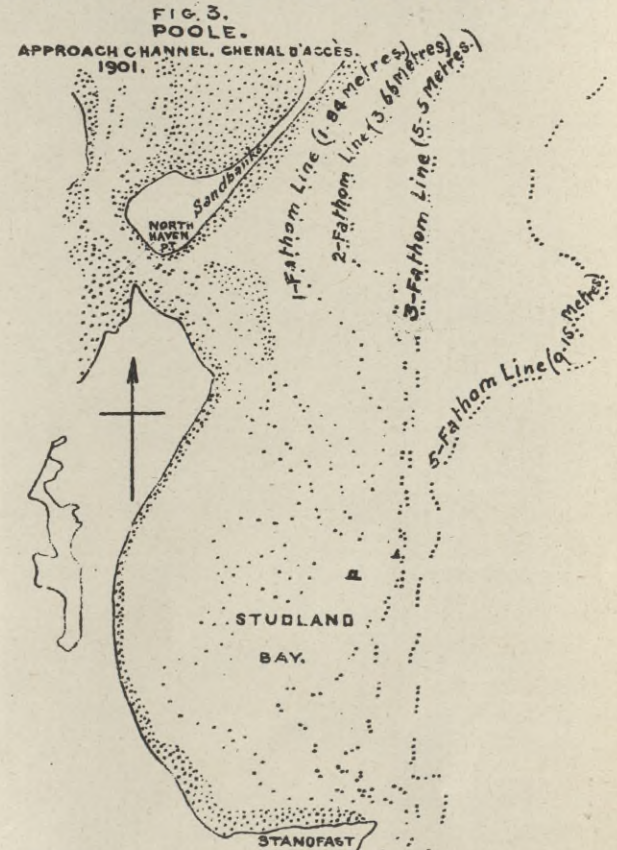 FIG. 3.
POOLE.
APPROACH CHANNEL. CHENAL D'ACCÈS.
1901.
1-Fathom Line (1·84 metres.)
2-Fathom Line (3·66 metres.)
3-Fathom Line (5·5 Metres.)
Sandbanks.
NORTH
HAVEN
PT.
5-Fathom Line (9·15 Metres)
STUDLAND
BAY.
STANDFAST